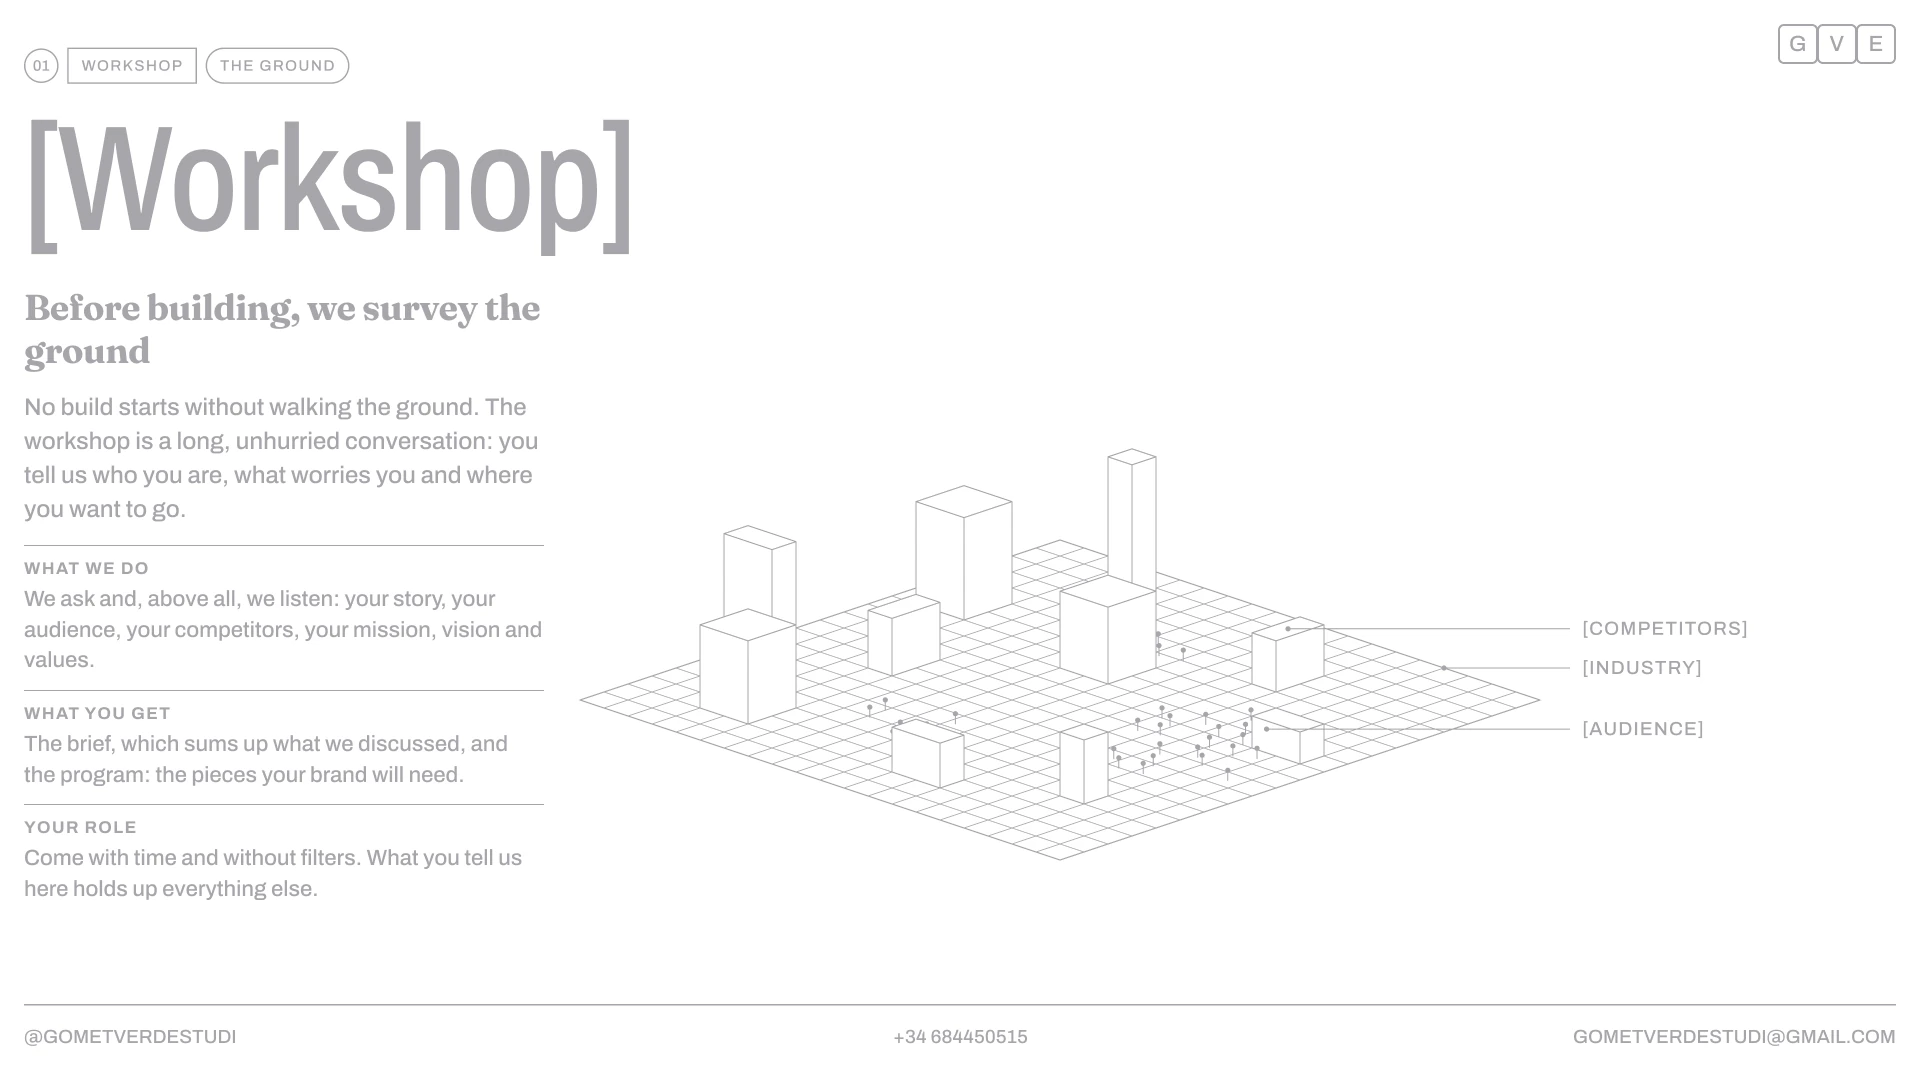 01 WORKSHOP THE GROUND
G V E
[Workshop]
Before building, we survey the
ground
No build starts without walking the ground. The
workshop is a long, unhurried conversation: you
tell us who you are, what worries you and where
you want to go.
WHAT WE DO
We ask and, above all, we listen: your story, your
audience, your competitors, your mission, vision and
values.
WHAT YOU GET
The brief, which sums up what we discussed, and
the program: the pieces your brand will need.
YOUR ROLE
Come with time and without filters. What you tell us
here holds up everything else.
[COMPETITORS]
[INDUSTRY]
[AUDIENCE]
@GOMETVERDESTUDI
+34 684450515
GOMETVERDESTUDI@GMAIL.COM